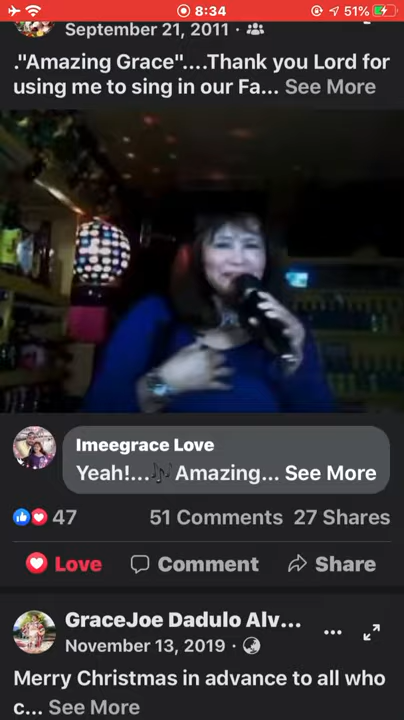 8:34
51%
September 21, 2011 ·
."Amazing Grace"....Thank you Lord for
using me to sing in our Fa... See More
Imeegrace Love
Yeah!...🎶 Amazing... See More
47
51 Comments 27 Shares
Love
Comment
Share
GraceJoe Dadulo Alv...
November 13, 2019 ·
Merry Christmas in advance to all who
c... See More